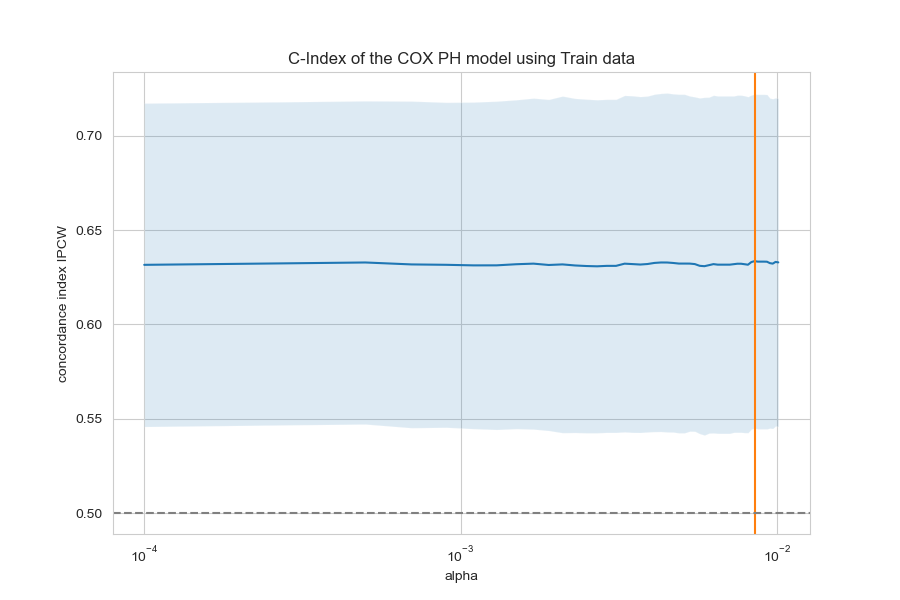 C-Index of the COX PH model using Train data
concordance index IPCW
0.70
0.65
0.60
0.55
0.50
10⁻⁴
10⁻³
10⁻²
alpha